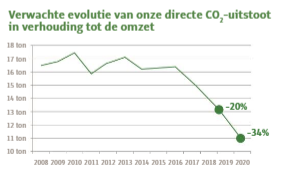 Verwachte evolutie van onze directe CO₂-uitstoot
in verhouding tot de omzet
18 ton
17 ton
16 ton
15 ton
14 ton
13 ton
12 ton
11 ton
10 ton
-20%
-34%
2008 2009 2010 2011 2012 2013 2014 2015 2016 2017 2018 2019 2020